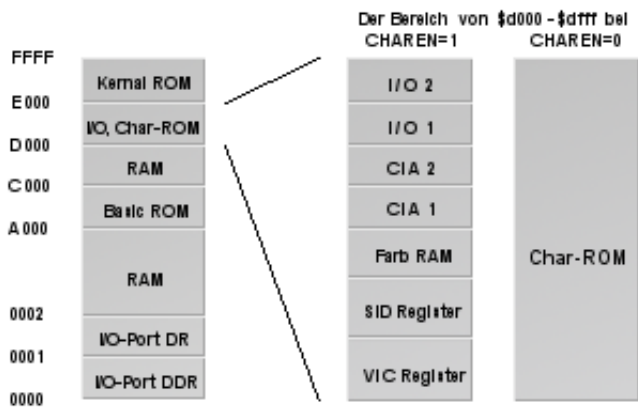 Der Bereich von $d000 - $dfff bei
CHAREN=1 CHAREN=0
FFFF
Kernal ROM
E000
I/O, Char-ROM
D000
RAM
C000
Basic ROM
A000
RAM
0002
I/O-Port DR
0001
I/O-Port DDR
0000
I/O 2
I/O 1
CIA 2
CIA 1
Farb RAM
SID Register
VIC Register
Char-ROM